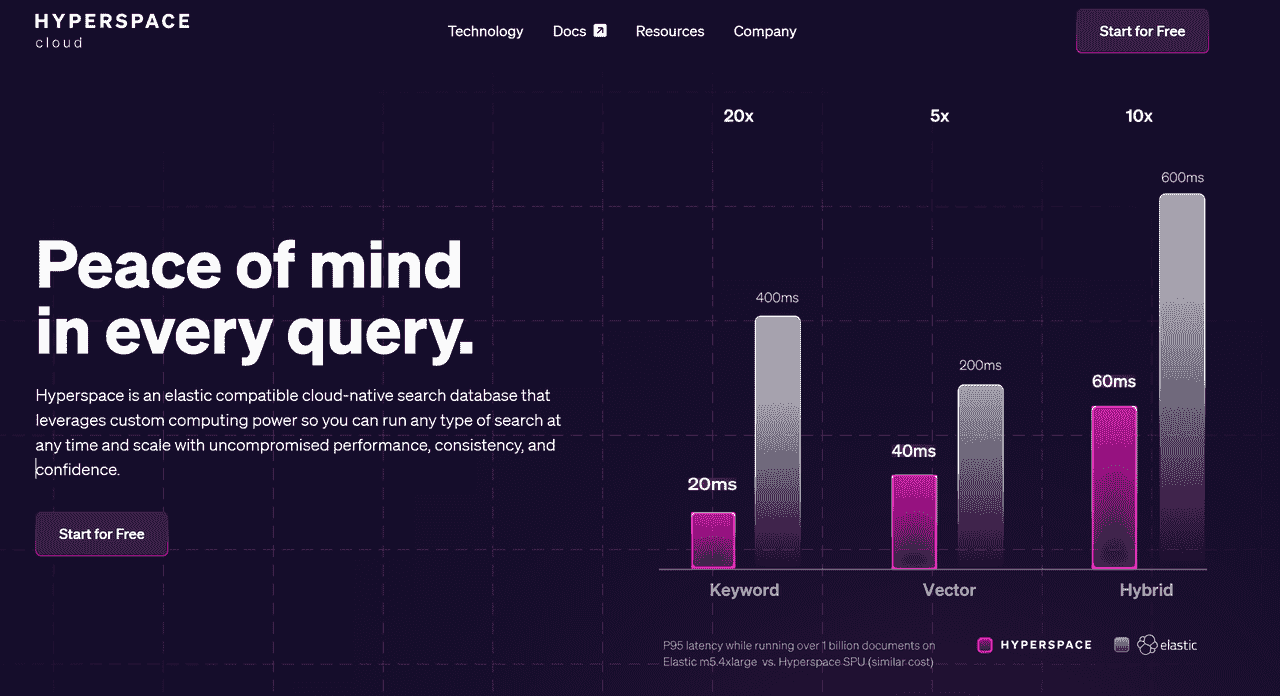 HYPERSPACE
cloud
Technology
Docs
Resources
Company
Start for Free
Peace of mind
in every query.
Hyperspace is an elastic compatible cloud-native search database that
leverages custom computing power so you can run any type of search at
any time and scale with uncompromised performance, consistency, and
confidence.
Start for Free
20x
5x
10x
20ms
400ms
40ms
200ms
60ms
600ms
Keyword
Vector
Hybrid
P95 latency while running over 1 billion documents on
Elastic m5.4xlarge vs. Hyperspace SPU (similar cost)
HYPERSPACE
elastic